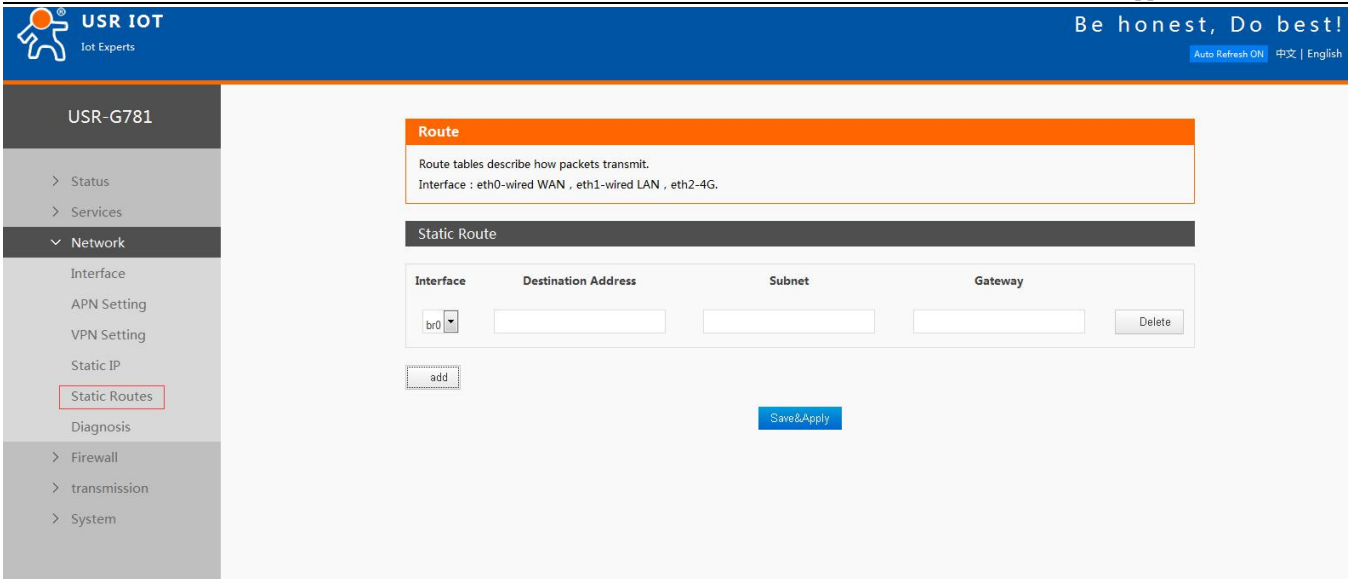 USR IOT
Iot Experts
Be honest, Do best!
Auto Refresh ON 中文 | English
USR-G781
Status
Services
Network
Interface
APN Setting
VPN Setting
Static IP
Static Routes
Diagnosis
Firewall
transmission
System
Route
Route tables describe how packets transmit.
Interface : eth0-wired WAN , eth1-wired LAN , eth2-4G.
Static Route
Interface Destination Address Subnet Gateway
br0 Delete
add
Save&Apply